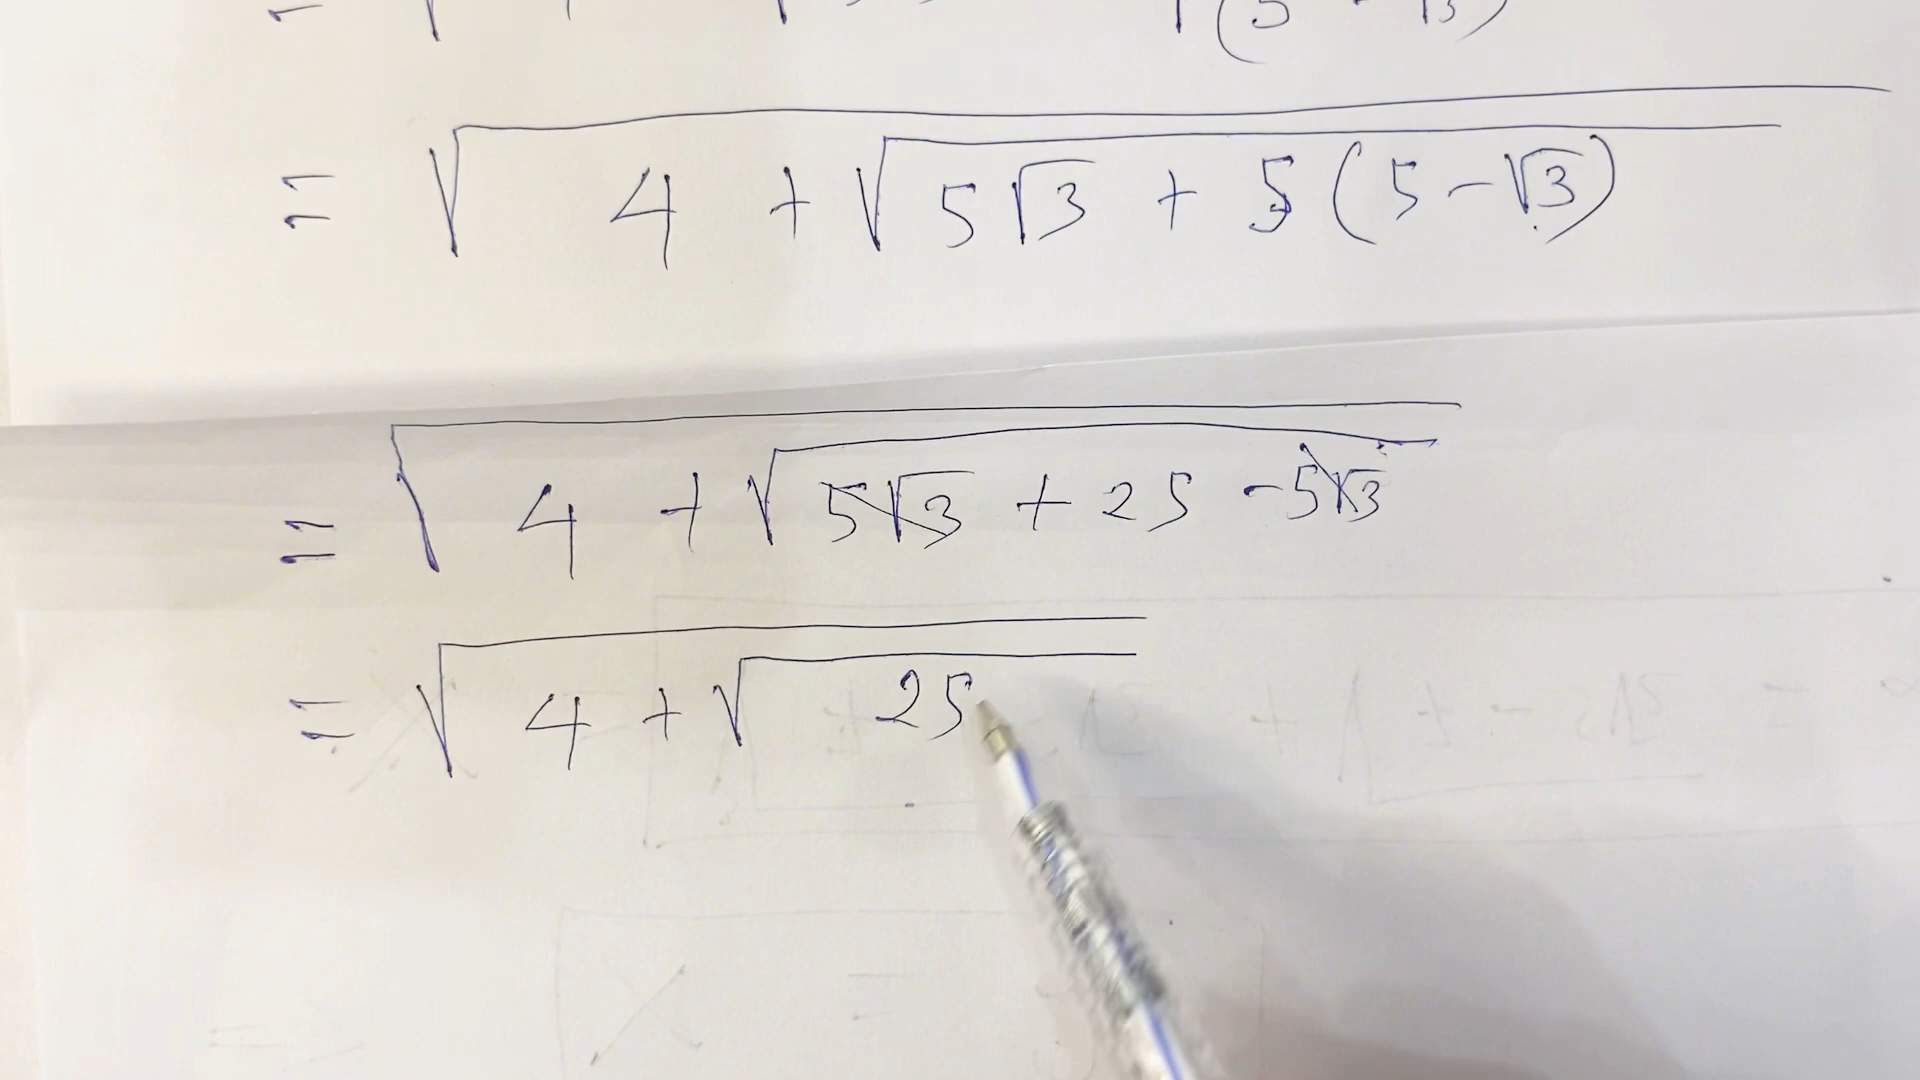 = √(4 + √(5√3 + 5(5 - √3)))
= √(4 + √(5√3 + 25 - 5√3))
= √(4 + √25)